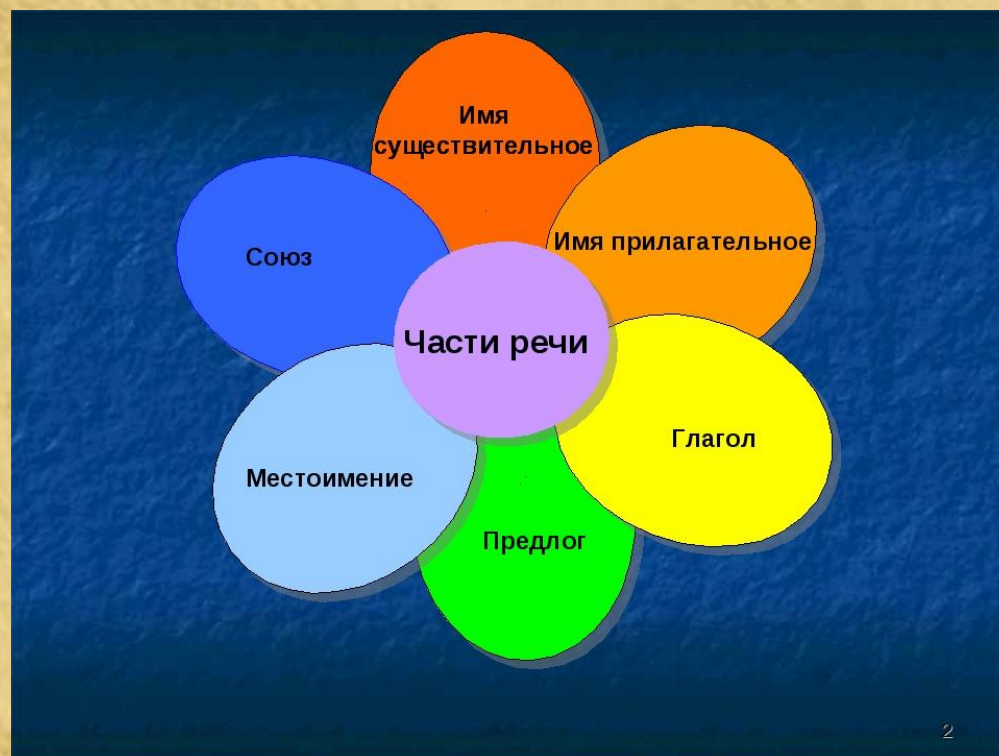 Имя
существительное
Имя прилагательное
Союз
Части речи
Глагол
Местоимение
Предлог
2